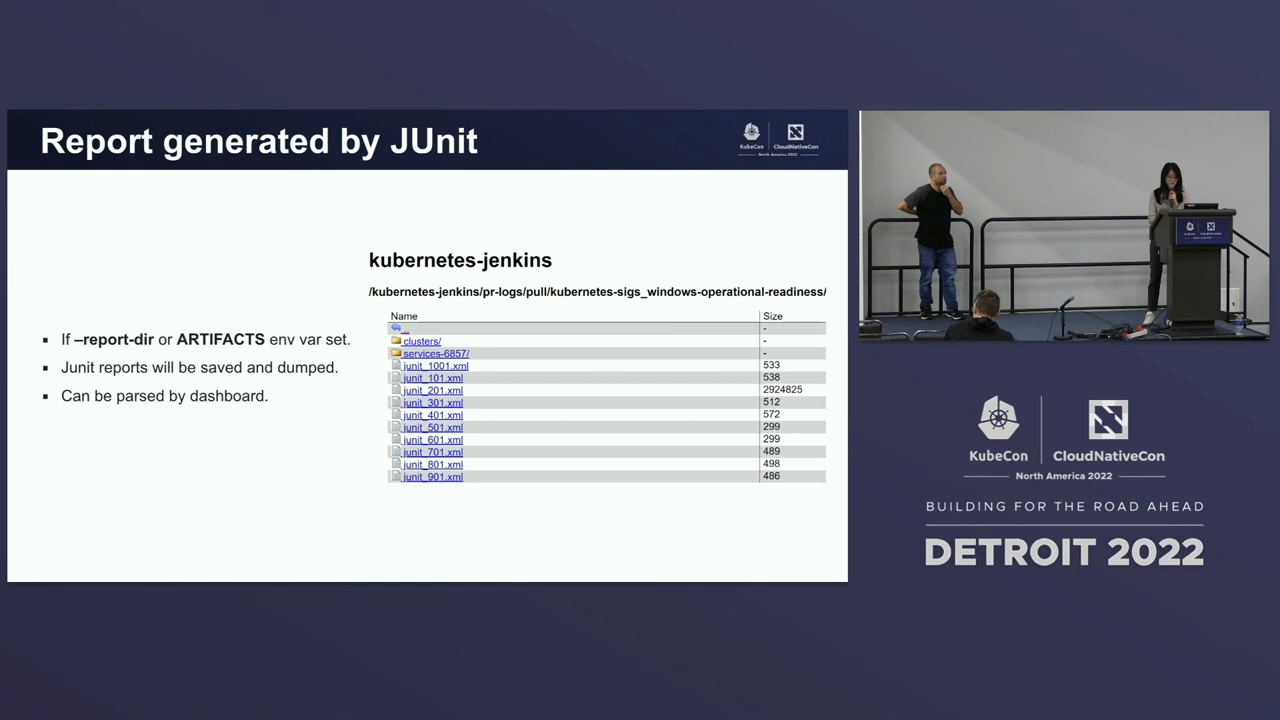 Report generated by JUnit
KubeCon
CloudNativeCon
North America 2022
kubernetes-jenkins
/kubernetes-jenkins/pr-logs/pull/kubernetes-sigs_windows-operational-readiness/
If –report-dir or ARTIFACTS env var set.
Junit reports will be saved and dumped.
Can be parsed by dashboard.
Name Size
.. -
clusters/ -
services-6857/ -
junit_1001.xml 533
junit_101.xml 538
junit_201.xml 2924825
junit_301.xml 512
junit_401.xml 572
junit_501.xml 299
junit_601.xml 299
junit_701.xml 489
junit_801.xml 498
junit_901.xml 486
KubeCon
CloudNativeCon
North America 2022
BUILDING FOR THE ROAD AHEAD
DETROIT 2022